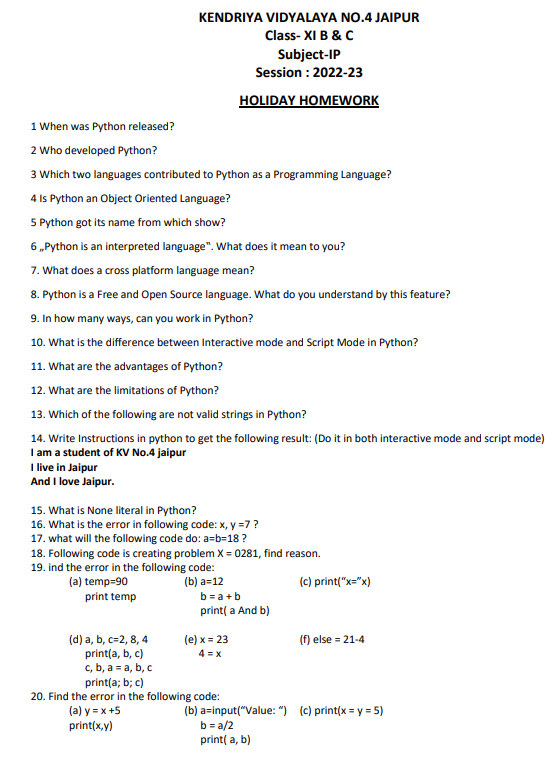 KENDRIYA VIDYALAYA NO.4 JAIPUR
Class- XI B & C
Subject-IP
Session : 2022-23
HOLIDAY HOMEWORK
1 When was Python released?
2 Who developed Python?
3 Which two languages contributed to Python as a Programming Language?
4 Is Python an Object Oriented Language?
5 Python got its name from which show?
6 „Python is an interpreted language‟. What does it mean to you?
7. What does a cross platform language mean?
8. Python is a Free and Open Source language. What do you understand by this feature?
9. In how many ways, can you work in Python?
10. What is the difference between Interactive mode and Script Mode in Python?
11. What are the advantages of Python?
12. What are the limitations of Python?
13. Which of the following are not valid strings in Python?
14. Write Instructions in python to get the following result: (Do it in both interactive mode and script mode)
I am a student of KV No.4 jaipur
I live in Jaipur
And I love Jaipur.
15. What is None literal in Python?
16. What is the error in following code: x, y =7 ?
17. what will the following code do: a=b=18 ?
18. Following code is creating problem X = 0281, find reason.
19. ind the error in the following code:
(a) temp=90 (b) a=12 (c) print(“x=”x)
print temp b = a + b
print( a And b)
(d) a, b, c=2, 8, 4 (e) x = 23 (f) else = 21-4
print(a, b, c) 4 = x
c, b, a = a, b, c
print(a; b; c)
20. Find the error in the following code:
(a) y = x +5 (b) a=input(“Value: “) (c) print(x = y = 5)
print(x,y) b = a/2
print( a, b)